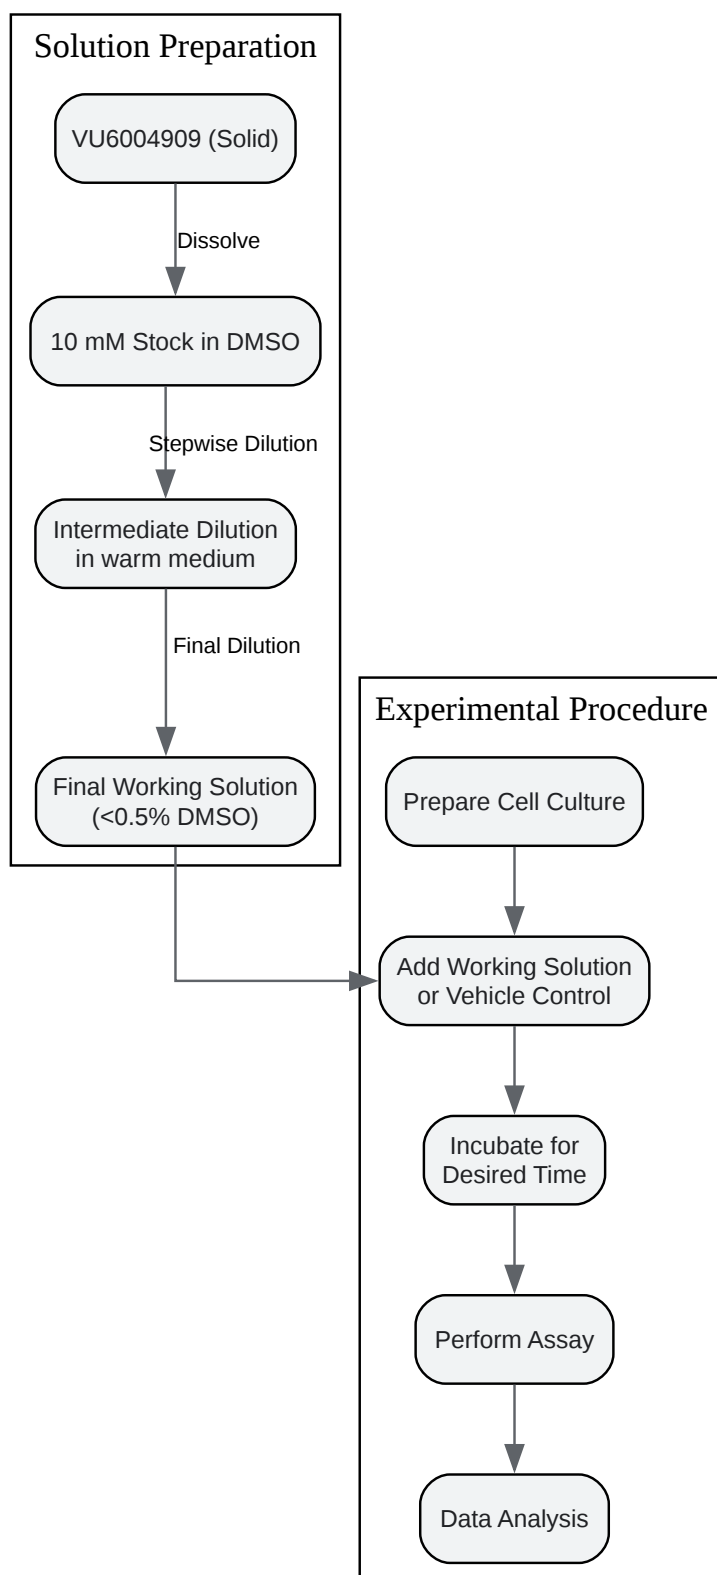 Solution Preparation
VU6004909 (Solid)
Dissolve
10 mM Stock in DMSO
Stepwise Dilution
Intermediate Dilution
in warm medium
Final Dilution
Final Working Solution
(<0.5% DMSO)
Experimental Procedure
Prepare Cell Culture
Add Working Solution
or Vehicle Control
Incubate for
Desired Time
Perform Assay
Data Analysis